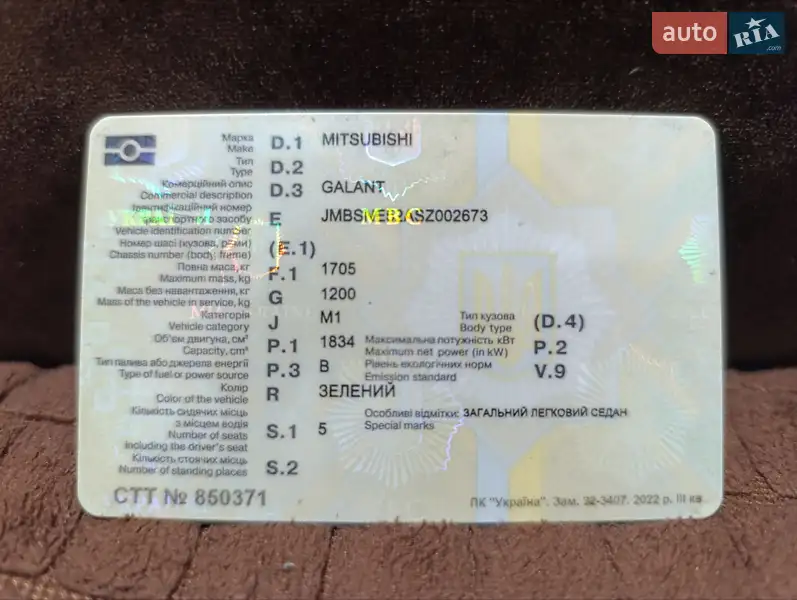 auto RIA .com
Марка
Make D.1 MITSUBISHI
Тип
Type D.2
Комерційний опис
Commercial description D.3 GALANT
Ідентифікаційний номер
транспортного засобу E
Vehicle identification number
Номер шасі (кузова, рами) (E.1)
Chassis number (body, frame)
Повна маса, кг F.1 1705
Maximum mass, kg
Маса без навантаження, кг G 1200
Mass of the vehicle in service, kg
Категорія J M1 Тип кузова (D.4)
Vehicle category Body type
Об'єм двигуна, см³ P.1 1834 Максимальна потужність кВт P.2
Capacity, cm³ Maximum net power (in kW)
Тип палива або джерела енергії P.3 B Рівень екологічних норм V.9
Type of fuel or power source Emission standard
Колір R ЗЕЛЕНИЙ
Color of the vehicle
Кількість сидячих місць Особливі відмітки: ЗАГАЛЬНИЙ ЛЕГКОВИЙ СЕДАН
з місцем водія S.1 5 Special marks
Number of seats
including the driver's seat
Кількість стоячих місць S.2
Number of standing places
СТТ № 850371 ПК "Україна". Зам. 22-3407. 2022 р. III кв.